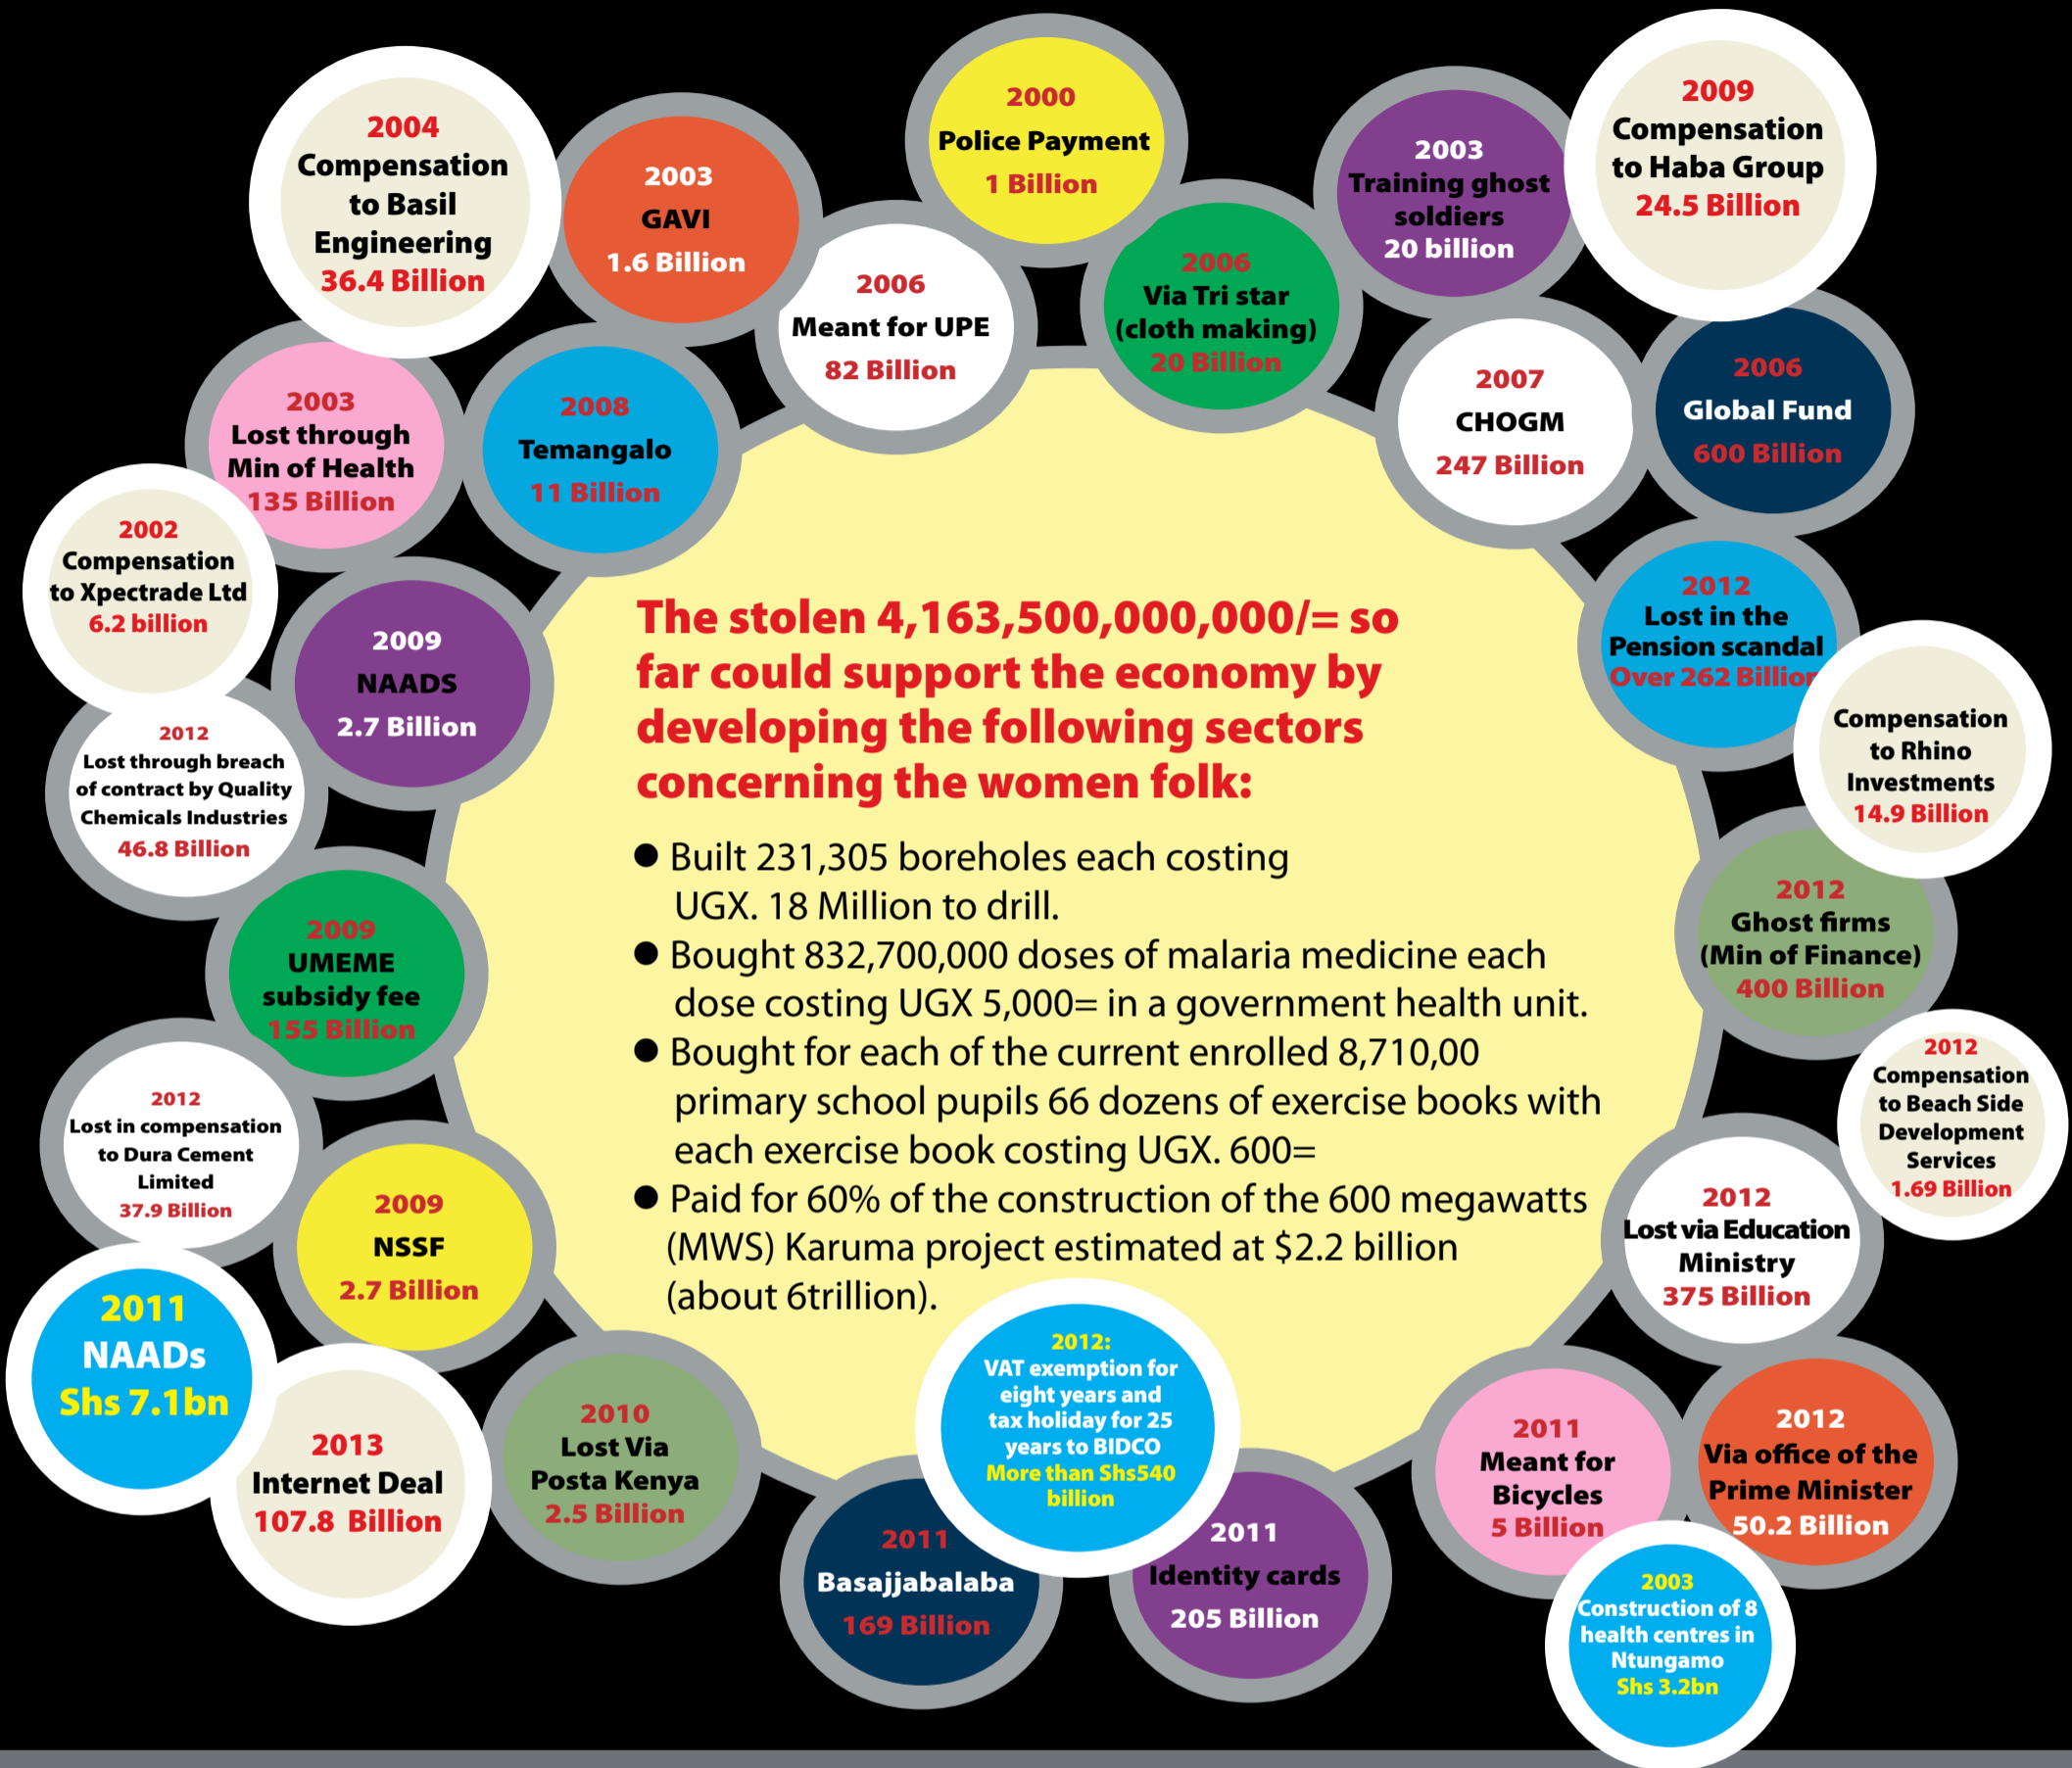 2004
Compensation
to Basil
Engineering
36.4 Billion
2003
GAVI
1.6 Billion
2000
Police Payment
1 Billion
2003
Training ghost
soldiers
20 billion
2009
Compensation
to Haba Group
24.5 Billion
2006
Meant for UPE
82 Billion
2006
Via Tri star
(cloth making)
20 Billion
2003
Lost through
Min of Health
135 Billion
2008
Temangalo
11 Billion
2007
CHOGM
247 Billion
2006
Global Fund
600 Billion
2002
Compensation
to Xpectrade Ltd
6.2 billion
2009
NAADS
2.7 Billion
2012
Lost in the
Pension scandal
Over 262 Billion
2012
Lost through breach
of contract by Quality
Chemicals Industries
46.8 Billion
Compensation
to Rhino
Investments
14.9 Billion
The stolen 4,163,500,000,000/= so
far could support the economy by
developing the following sectors
concerning the women folk:
● Built 231,305 boreholes each costing
UGX. 18 Million to drill.
● Bought 832,700,000 doses of malaria medicine each
dose costing UGX 5,000= in a government health unit.
● Bought for each of the current enrolled 8,710,00
primary school pupils 66 dozens of exercise books with
each exercise book costing UGX. 600=
● Paid for 60% of the construction of the 600 megawatts
(MWS) Karuma project estimated at $2.2 billion
(about 6trillion).
2009
UMEME
subsidy fee
155 Billion
2012
Ghost firms
(Min of Finance)
400 Billion
2012
Lost in compensation
to Dura Cement
Limited
37.9 Billion
2012
Compensation
to Beach Side
Development
Services
1.69 Billion
2009
NSSF
2.7 Billion
2012
Lost via Education
Ministry
375 Billion
2011
NAADs
Shs 7.1bn
2013
Internet Deal
107.8 Billion
2010
Lost Via
Posta Kenya
2.5 Billion
2012:
VAT exemption for
eight years and
tax holiday for 25
years to BIDCO
More than Shs540
billion
2011
Basajjabalaba
169 Billion
2011
Identity cards
205 Billion
2011
Meant for
Bicycles
5 Billion
2012
Via office of the
Prime Minister
50.2 Billion
2003
Construction of 8
health centres in
Ntungamo
Shs 3.2bn